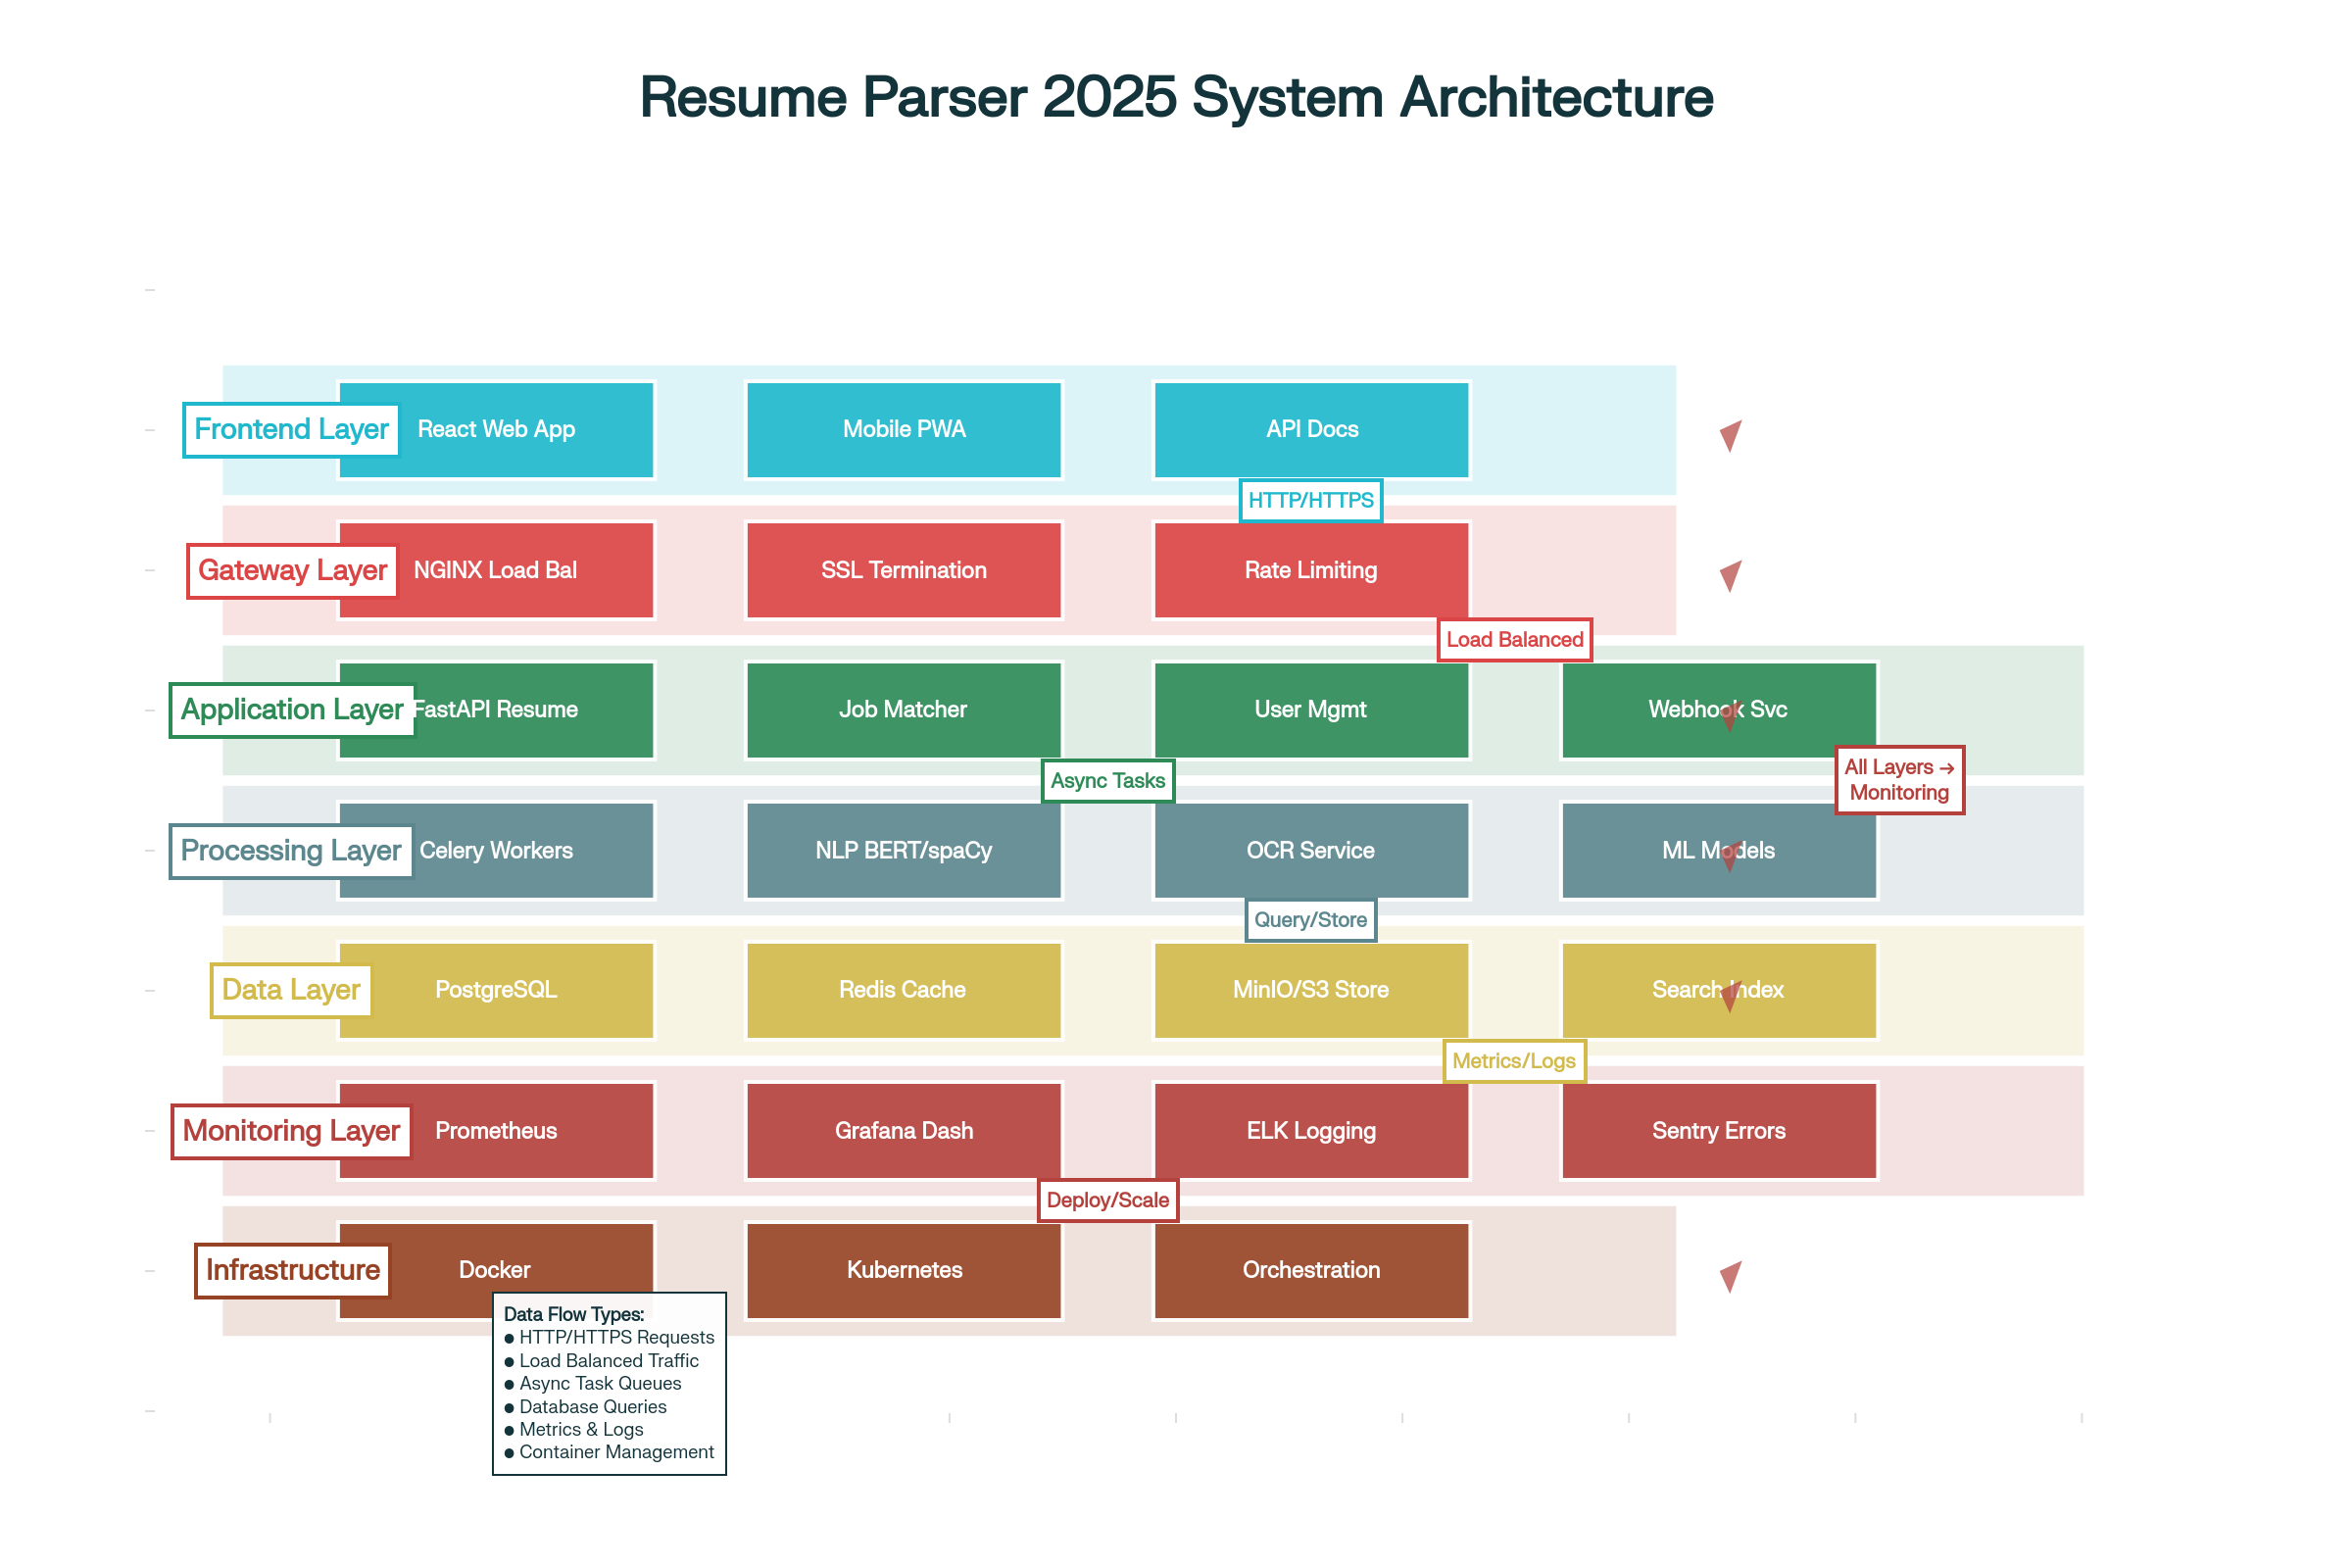 Resume Parser 2025 System Architecture
Frontend Layer
React Web App
Mobile PWA
API Docs
HTTP/HTTPS
Gateway Layer
NGINX Load Bal
SSL Termination
Rate Limiting
Load Balanced
Application Layer
FastAPI Resume
Job Matcher
User Mgmt
Webhook Svc
All Layers →
Monitoring
Async Tasks
Processing Layer
Celery Workers
NLP BERT/spaCy
OCR Service
ML Models
Query/Store
Data Layer
PostgreSQL
Redis Cache
MinIO/S3 Store
Search Index
Metrics/Logs
Monitoring Layer
Prometheus
Grafana Dash
ELK Logging
Sentry Errors
Deploy/Scale
Infrastructure
Docker
Kubernetes
Orchestration
Data Flow Types:
● HTTP/HTTPS Requests
● Load Balanced Traffic
● Async Task Queues
● Database Queries
● Metrics & Logs
● Container Management